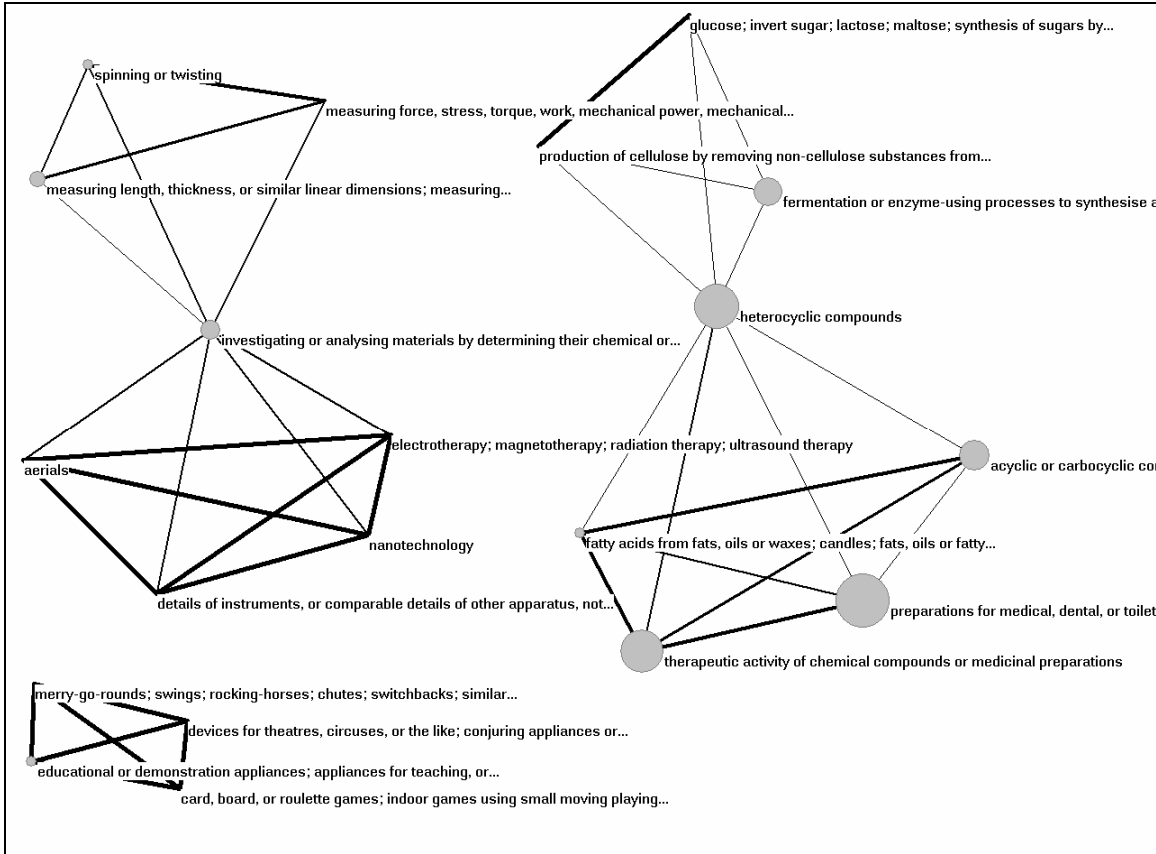 glucose; invert sugar; lactose; maltose; synthesis of sugars by...
spinning or twisting
measuring force, stress, torque, work, mechanical power, mechanical...
production of cellulose by removing non-cellulose substances from...
measuring length, thickness, or similar linear dimensions; measuring...
fermentation or enzyme-using processes to synthesise a
heterocyclic compounds
investigating or analysing materials by determining their chemical or...
electrotherapy; magnetotherapy; radiation therapy; ultrasound therapy
aerials
acyclic or carbocyclic co
nanotechnology
fatty acids from fats, oils or waxes; candles; fats, oils or fatty...
details of instruments, or comparable details of other apparatus, not...
preparations for medical, dental, or toilet
therapeutic activity of chemical compounds or medicinal preparations
merry-go-rounds; swings; rocking-horses; chutes; switchbacks; similar...
devices for theatres, circuses, or the like; conjuring appliances or...
educational or demonstration appliances; appliances for teaching, or...
card, board, or roulette games; indoor games using small moving playing...